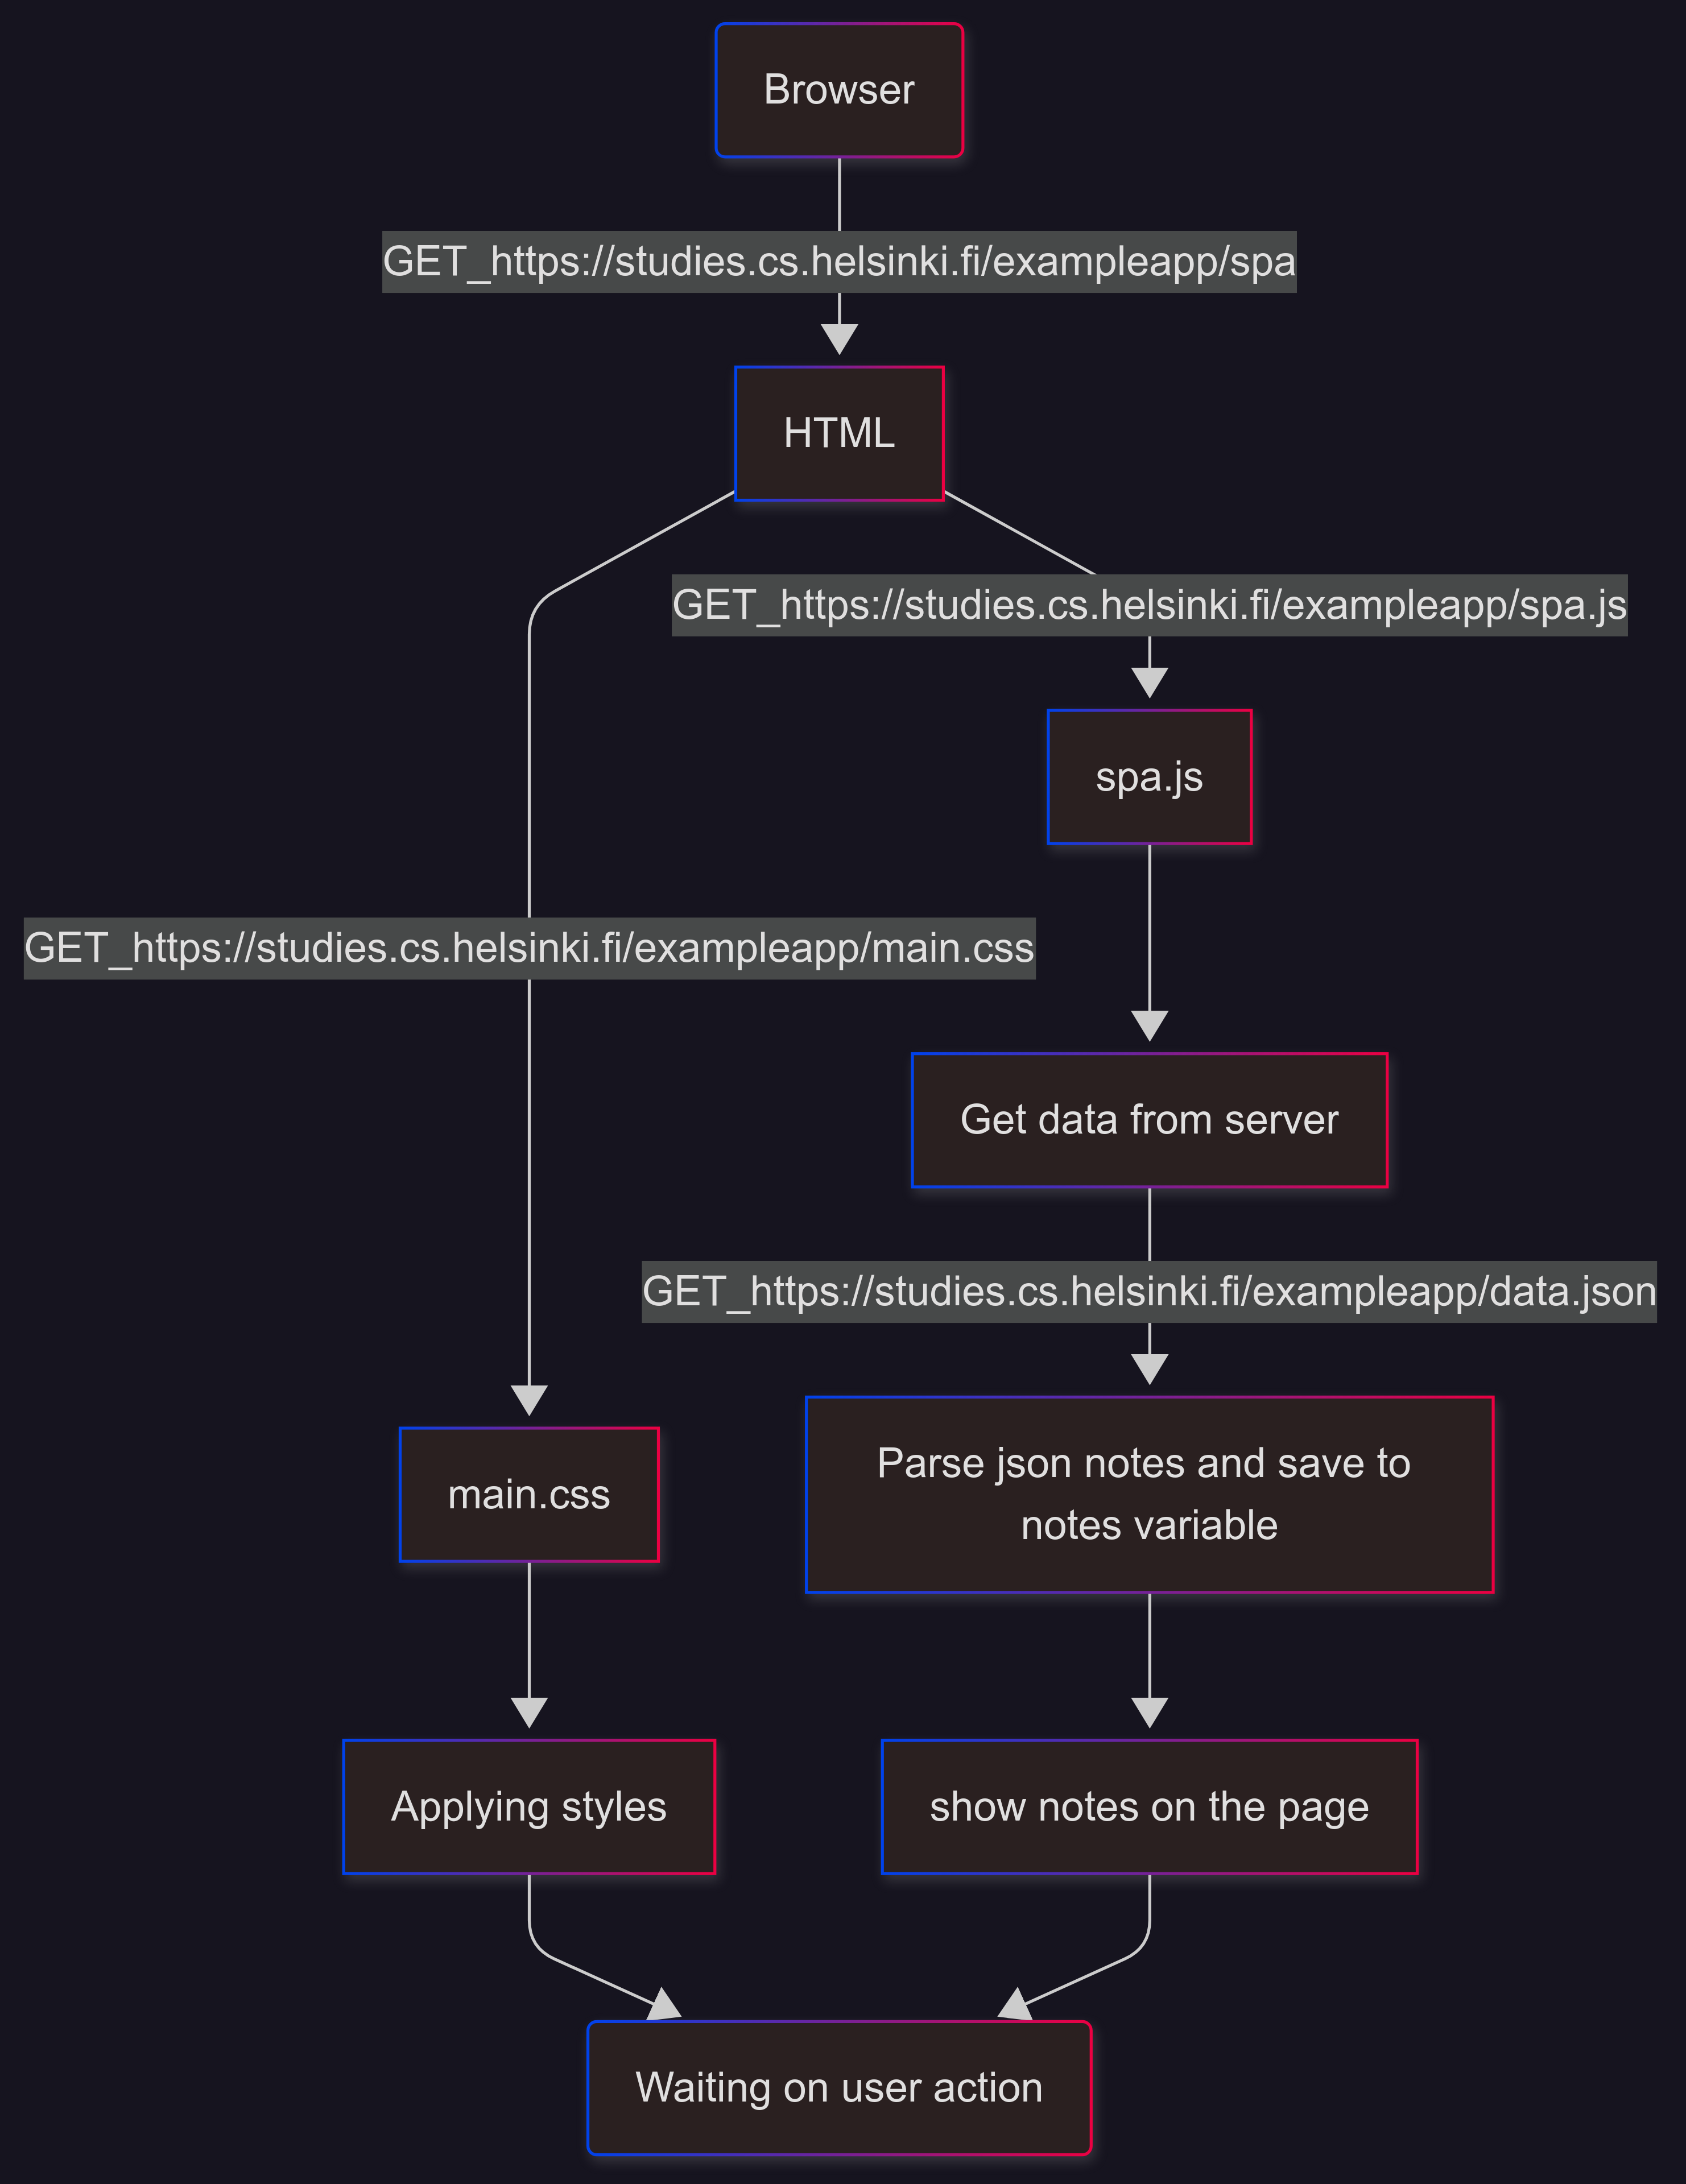 Browser
GET_https://studies.cs.helsinki.fi/exampleapp/spa
HTML
GET_https://studies.cs.helsinki.fi/exampleapp/spa.js
spa.js
GET_https://studies.cs.helsinki.fi/exampleapp/main.css
Get data from server
GET_https://studies.cs.helsinki.fi/exampleapp/data.json
Parse json notes and save to
notes variable
main.css
Applying styles
show notes on the page
Waiting on user action